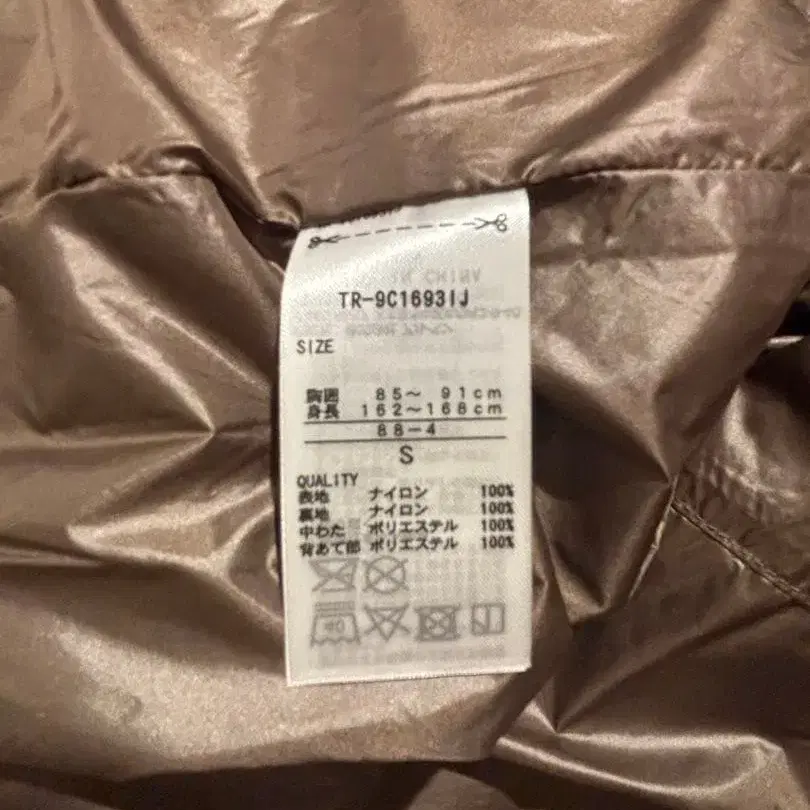 TR-9C1693IJ
SIZE
胸囲 85～ 91cm
身長 162～168cm
88-4
S
QUALITY
表地 ナイロン 100%
裏地 ナイロン 100%
中わた ポリエステル 100%
背あて部 ポリエステル 100%
40